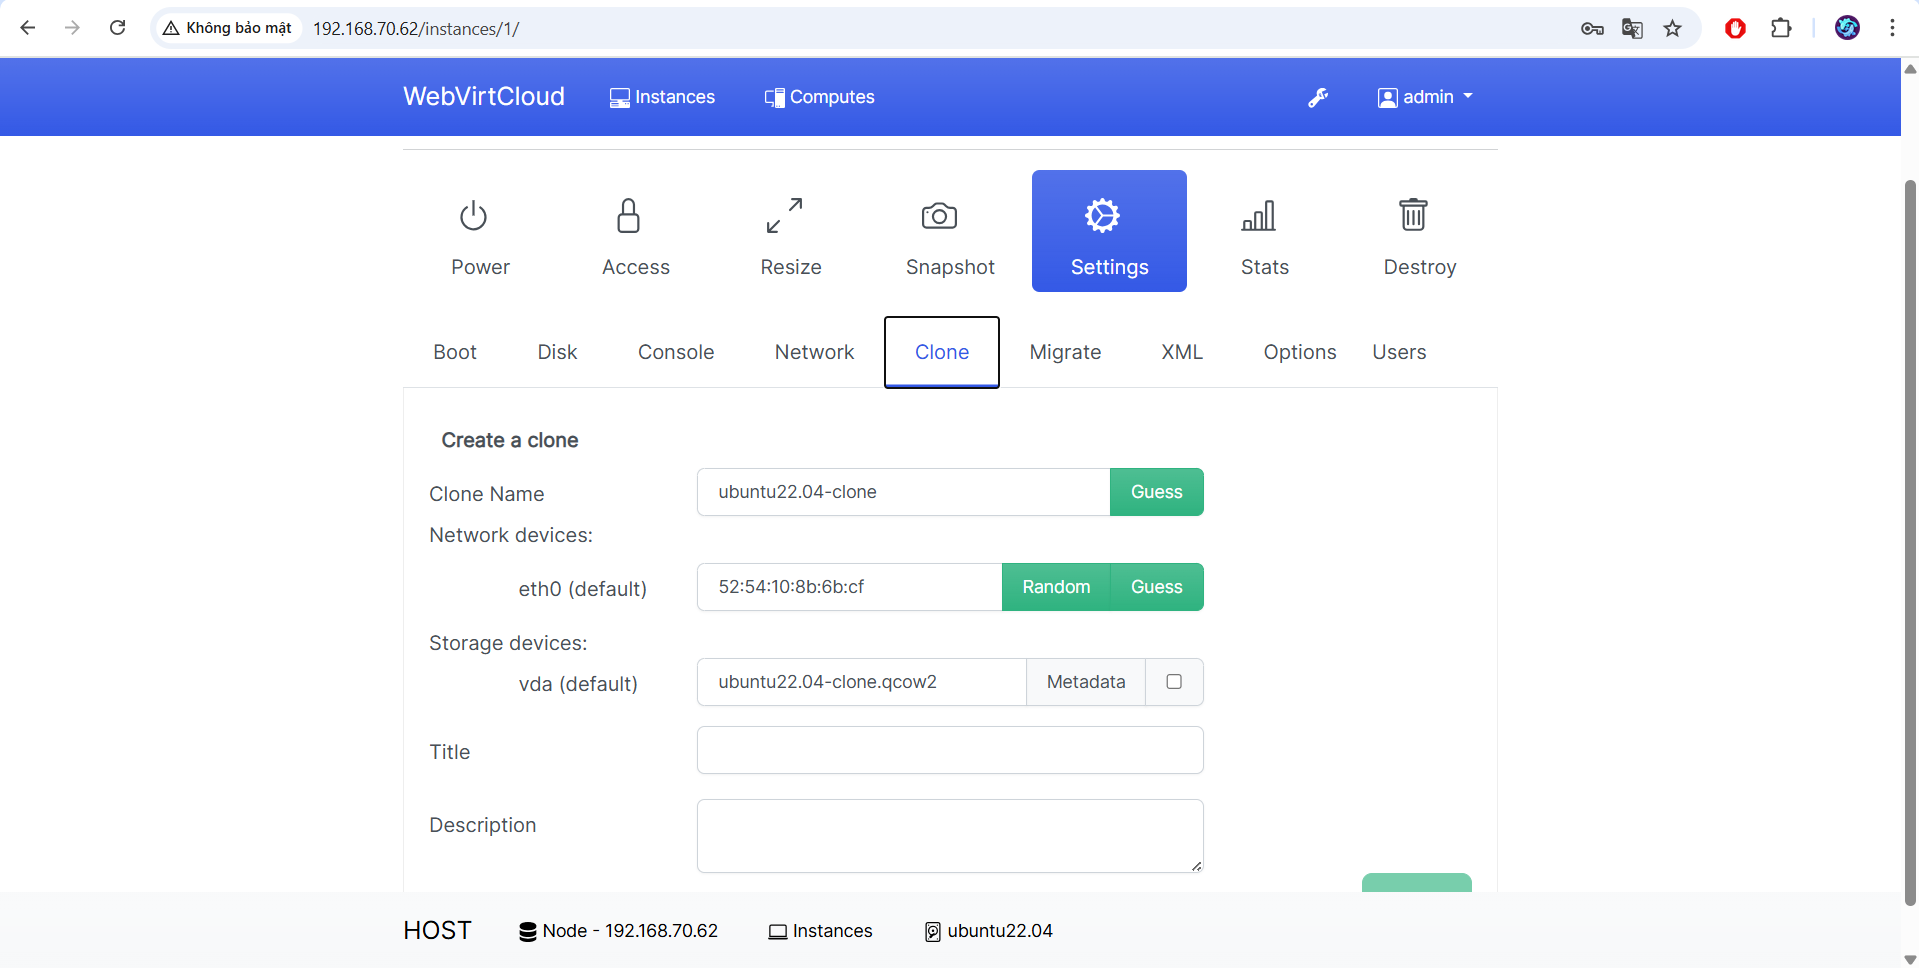 Không bảo mật 192.168.70.62/instances/1/
WebVirtCloud Instances Computes admin
Power Access Resize Snapshot Settings Stats Destroy
Boot Disk Console Network Clone Migrate XML Options Users
Create a clone
Clone Name ubuntu22.04-clone Guess
Network devices:
eth0 (default) 52:54:10:8b:6b:cf Random Guess
Storage devices:
vda (default) ubuntu22.04-clone.qcow2 Metadata
Title
Description
HOST Node - 192.168.70.62 Instances ubuntu22.04